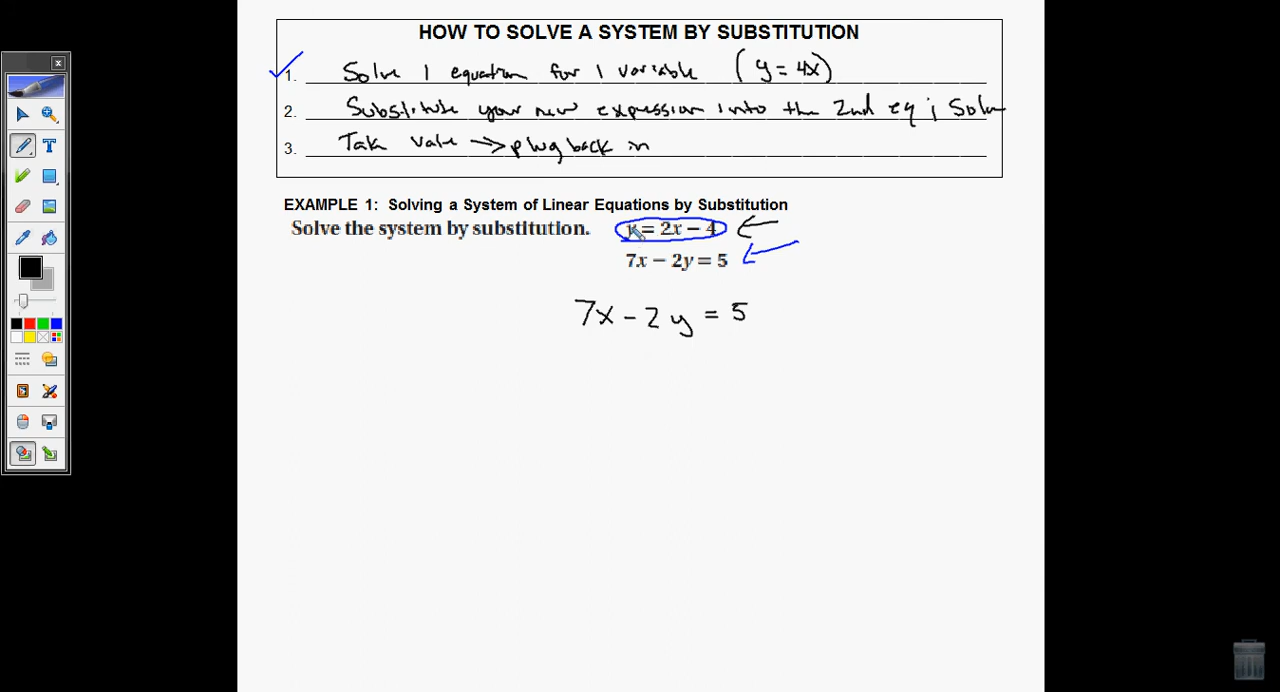 HOW TO SOLVE A SYSTEM BY SUBSTITUTION
1. Solve 1 equation for 1 variable (y = 4x)
2. Substitute your new expression into the 2nd eq ; Solve
3. Take value → plug back in
EXAMPLE 1: Solving a System of Linear Equations by Substitution
Solve the system by substitution. y = 2x − 4
7x − 2y = 5
7x − 2y = 5